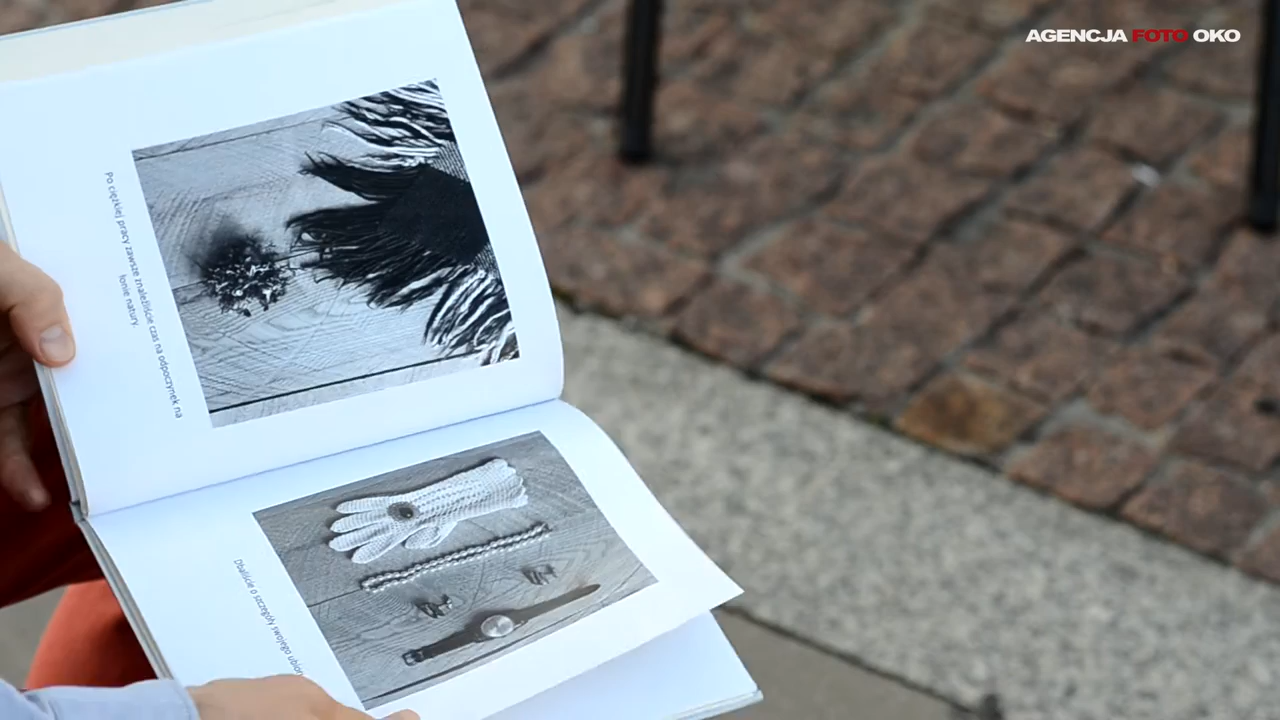 AGENCJA FOTO OKO
Po ciężkiej pracy zawsze znaleźliście czas na odpoczynek na
łonie natury.
Dbaliście o szczegóły swojego